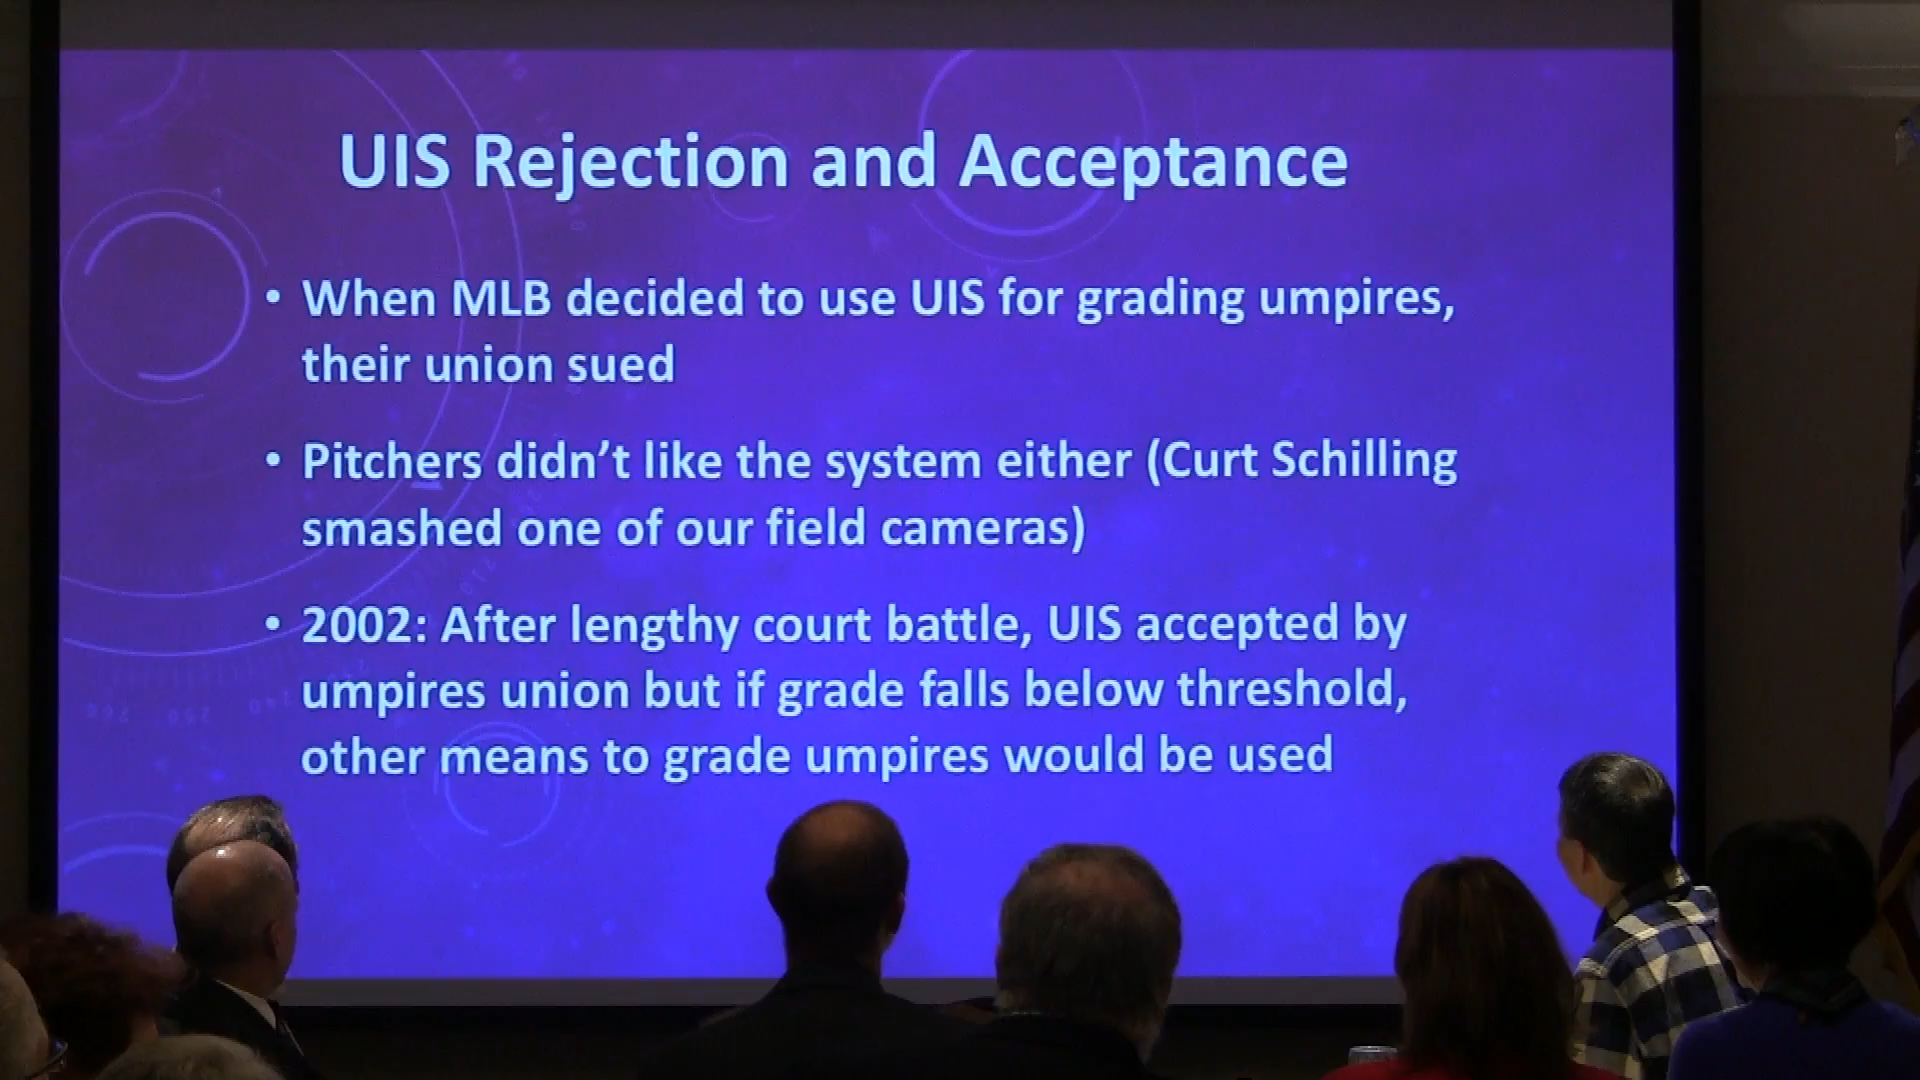 UIS Rejection and Acceptance
• When MLB decided to use UIS for grading umpires,
their union sued
• Pitchers didn’t like the system either (Curt Schilling
smashed one of our field cameras)
• 2002: After lengthy court battle, UIS accepted by
umpires union but if grade falls below threshold,
other means to grade umpires would be used